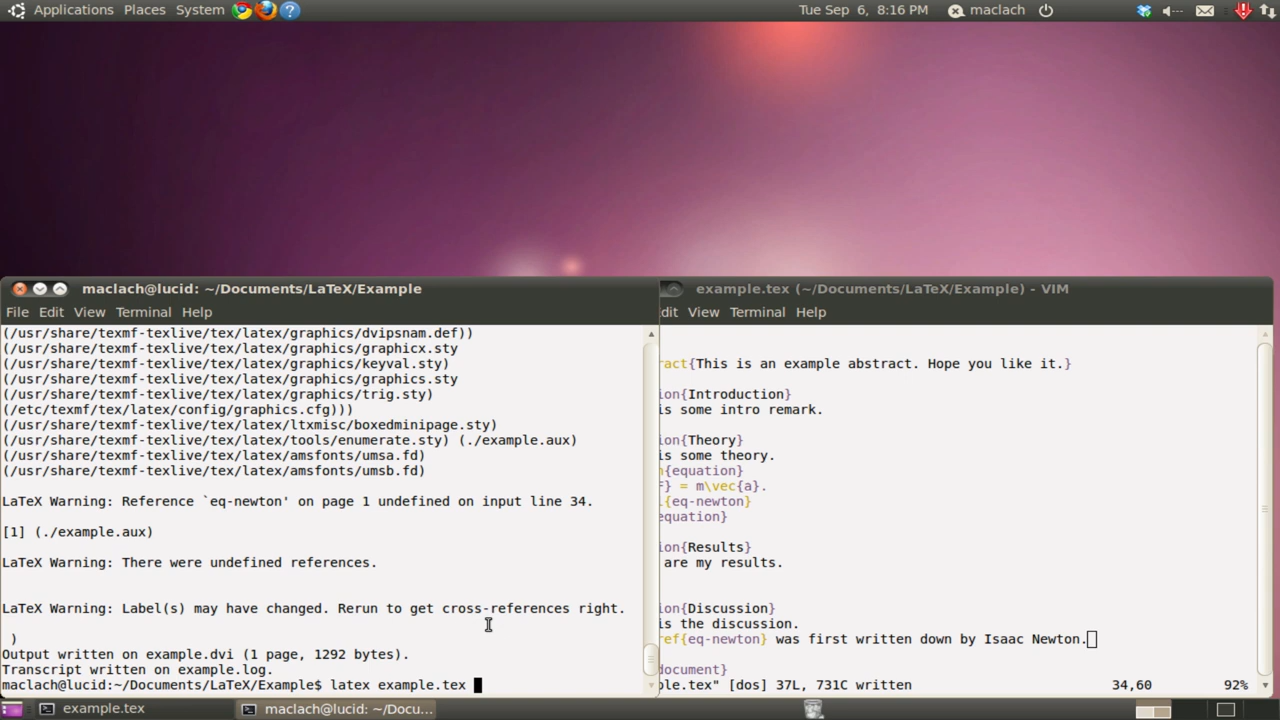 Applications Places System
Tue Sep 6, 8:16 PM
maclach
maclach@lucid: ~/Documents/LaTeX/Example
File Edit View Terminal Help
(/usr/share/texmf-texlive/tex/latex/graphics/dvipsnam.def))
(/usr/share/texmf-texlive/tex/latex/graphics/graphicx.sty
(/usr/share/texmf-texlive/tex/latex/graphics/keyval.sty)
(/usr/share/texmf-texlive/tex/latex/graphics/graphics.sty
(/usr/share/texmf-texlive/tex/latex/graphics/trig.sty)
(/etc/texmf/tex/latex/config/graphics.cfg)))
(/usr/share/texmf-texlive/tex/latex/ltxmisc/boxedminipage.sty)
(/usr/share/texmf-texlive/tex/latex/tools/enumerate.sty) (./example.aux)
(/usr/share/texmf-texlive/tex/latex/amsfonts/umsa.fd)
(/usr/share/texmf-texlive/tex/latex/amsfonts/umsb.fd)
LaTeX Warning: Reference `eq-newton' on page 1 undefined on input line 34.
[1] (./example.aux)
LaTeX Warning: There were undefined references.
LaTeX Warning: Label(s) may have changed. Rerun to get cross-references right.
)
Output written on example.dvi (1 page, 1292 bytes).
Transcript written on example.log.
maclach@lucid:~/Documents/LaTeX/Example$ latex example.tex
example.tex (~/Documents/LaTeX/Example) - VIM
dit View Terminal Help
ract{This is an example abstract. Hope you like it.}
ion{Introduction}
is some intro remark.
ion{Theory}
is some theory.
n{equation}
F} = m\vec{a}.
l{eq-newton}
equation}
ion{Results}
are my results.
ion{Discussion}
is the discussion.
ref{eq-newton} was first written down by Isaac Newton.
document}
ple.tex" [dos] 37L, 731C written 34,60 92%
example.tex
maclach@lucid: ~/Docu...